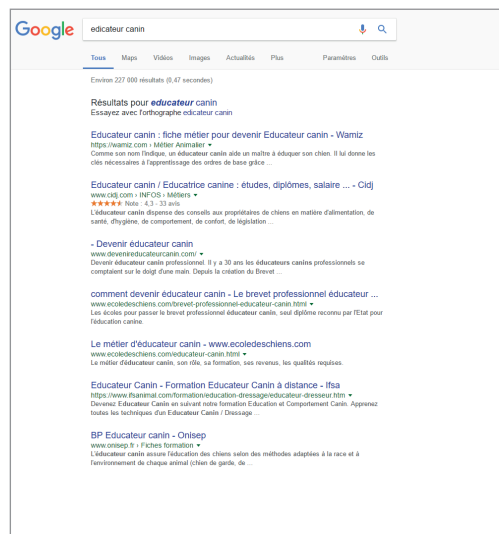 Google
edicateur canin
Tous Maps Vidéos Images Actualités Plus Paramètres Outils
Environ 227 000 résultats (0,47 secondes)
Résultats pour educateur canin
Essayez avec l'orthographe edicateur canin
Educateur canin : fiche métier pour devenir Educateur canin - Wamiz
https://wamiz.com › Métier Animalier
Comme son nom l'indique, un éducateur canin aide un maître à éduquer son chien. Il lui donne les
clés nécessaires à l'apprentissage des ordres de base grâce ...
Educateur canin / Educatrice canine : études, diplômes, salaire ... - Cidj
www.cidj.com › INFOS › Métiers
Note : 4,3 - 33 avis
L'éducateur canin dispense des conseils aux propriétaires de chiens en matière d'alimentation, de
santé, d'hygiène, de comportement, de confort, de législation ...
- Devenir éducateur canin
www.devenireducateurcanin.com/
Devenir éducateur canin professionnel. Il y a 30 ans les éducateurs canins professionnels se
comptaient sur le doigt d'une main. Depuis la création du Brevet ...
comment devenir éducateur canin - Le brevet professionnel éducateur ...
www.ecoledeschiens.com/brevet-professionnel-educateur-canin.html
Les écoles pour passer le brevet professionnel éducateur canin, seul diplôme reconnu par l'Etat pour
l'éducation canine.
Le métier d'éducateur canin - www.ecoledeschiens.com
www.ecoledeschiens.com/educateur-canin.html
Le métier d'éducateur canin, son rôle, sa formation, ses revenus, les qualités requises.
Educateur Canin - Formation Educateur Canin à distance - Ifsa
https://www.ifsanimal.com/formation/education-dressage/educateur-dresseur.htm
Devenez Educateur Canin en suivant notre formation Education et Comportement Canin. Apprenez
toutes les techniques d'un Educateur Canin / Dressage ...
BP Educateur canin - Onisep
www.onisep.fr › Fiches formation
L'éducateur canin assure l'éducation des chiens selon des méthodes adaptées à la race et à
l'environnement de chaque animal (chien de garde, de ...